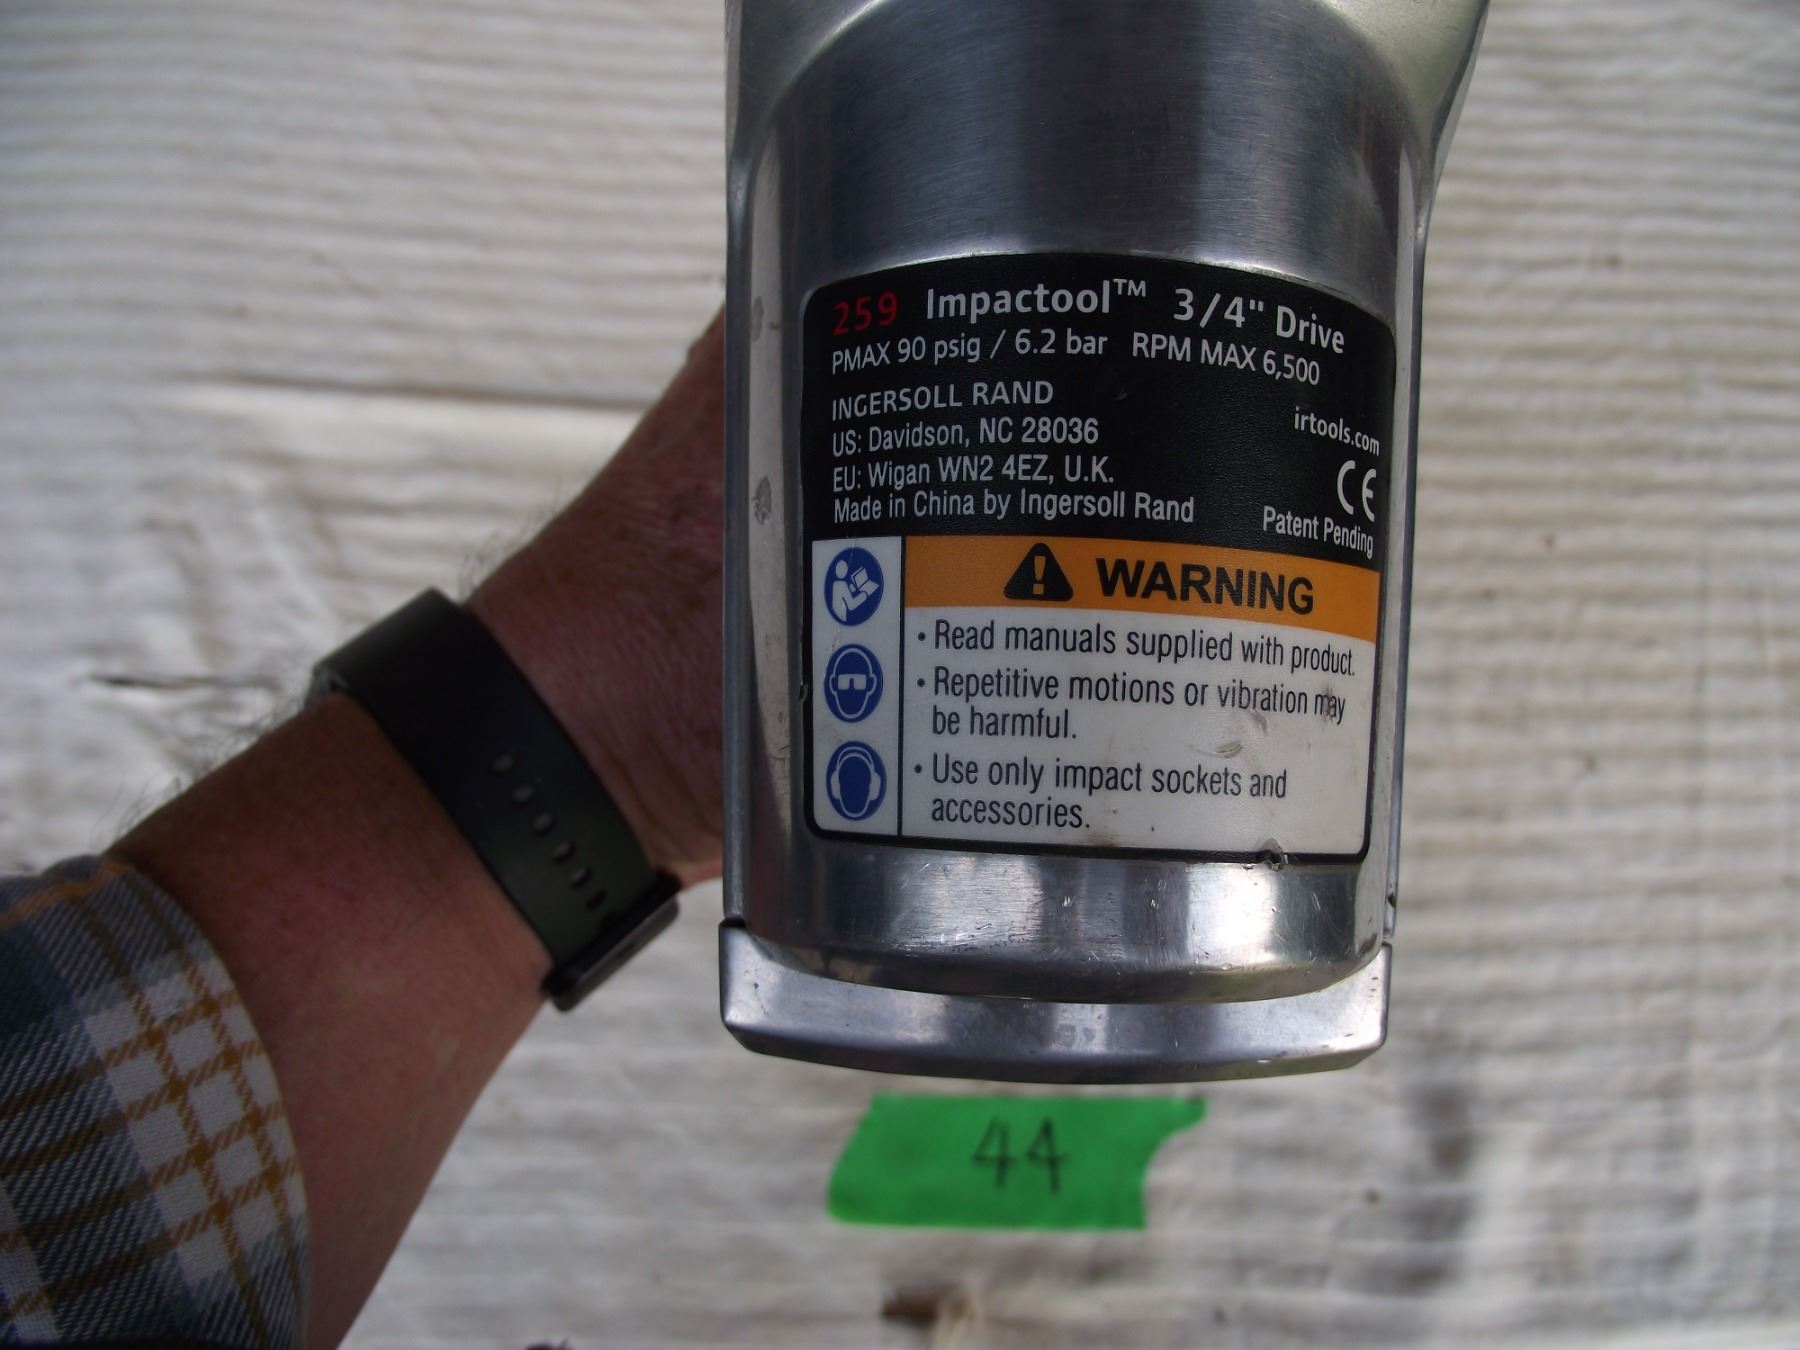 259 Impactool™ 3/4" Drive
PMAX 90 psig / 6.2 bar RPM MAX 6,500
INGERSOLL RAND
US: Davidson, NC 28036
EU: Wigan WN2 4EZ, U.K.
Made in China by Ingersoll Rand
irtools.com
CE
Patent Pending
WARNING
• Read manuals supplied with product.
• Repetitive motions or vibration may
be harmful.
• Use only impact sockets and
accessories.
44